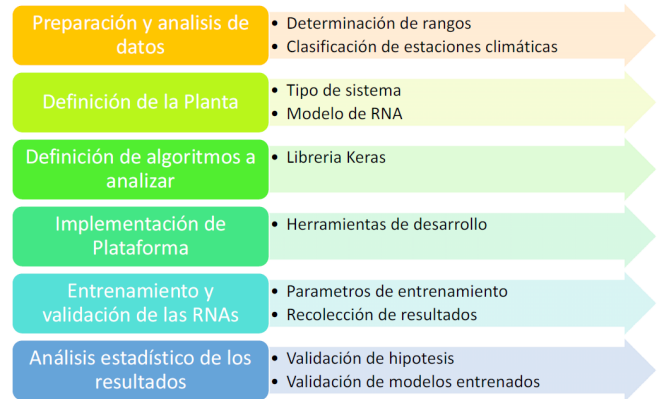 Preparación y analisis de
datos
• Determinación de rangos
• Clasificación de estaciones climáticas
Definición de la Planta
• Tipo de sistema
• Modelo de RNA
Definición de algoritmos a
analizar
• Libreria Keras
Implementación de
Plataforma
• Herramientas de desarrollo
Entrenamiento y
validación de las RNAs
• Parametros de entrenamiento
• Recolección de resultados
Análisis estadístico de los
resultados
• Validación de hipotesis
• Validación de modelos entrenados